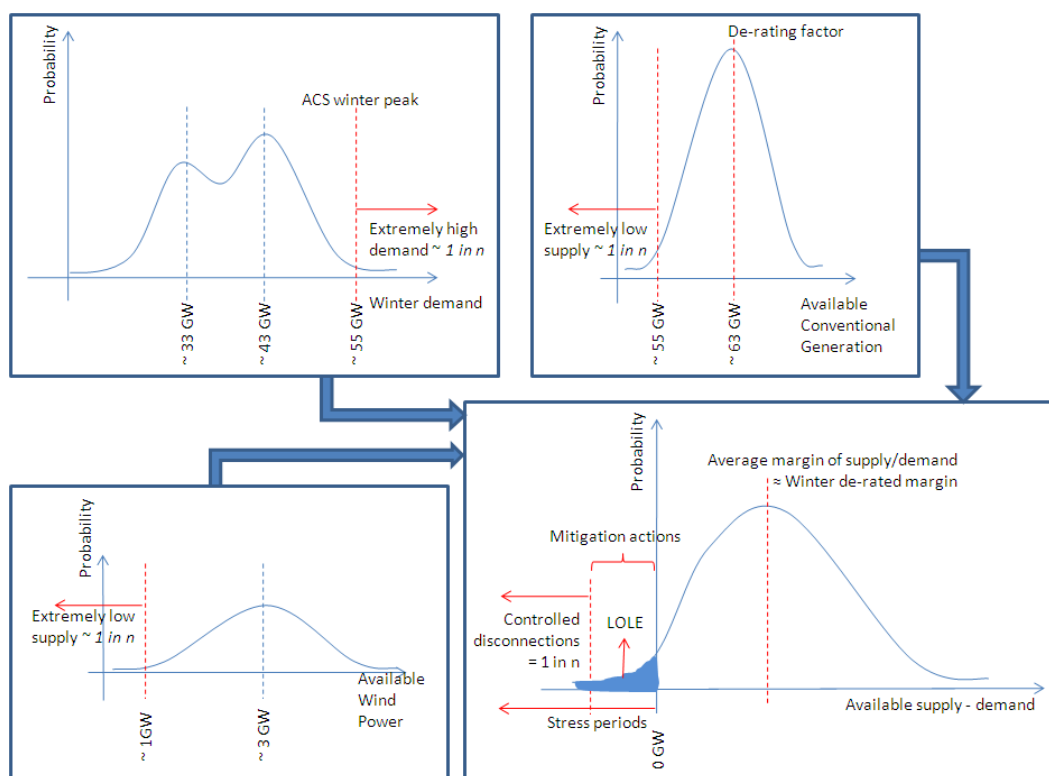 Probability
ACS winter peak
Extremely high
demand ~ 1 in n
Winter demand
~ 33 GW
~ 43 GW
~ 55 GW
Probability
De-rating factor
Extremely low
supply ~ 1 in n
Available
Conventional
Generation
~ 55 GW
~ 63 GW
Probability
Extremely low
supply ~ 1 in n
Available
Wind
Power
~ 1GW
~ 3 GW
Probability
Average margin of supply/demand
≈ Winter de-rated margin
Mitigation actions
Controlled
disconnections
= 1 in n
LOLE
Stress periods
Available supply - demand
0 GW